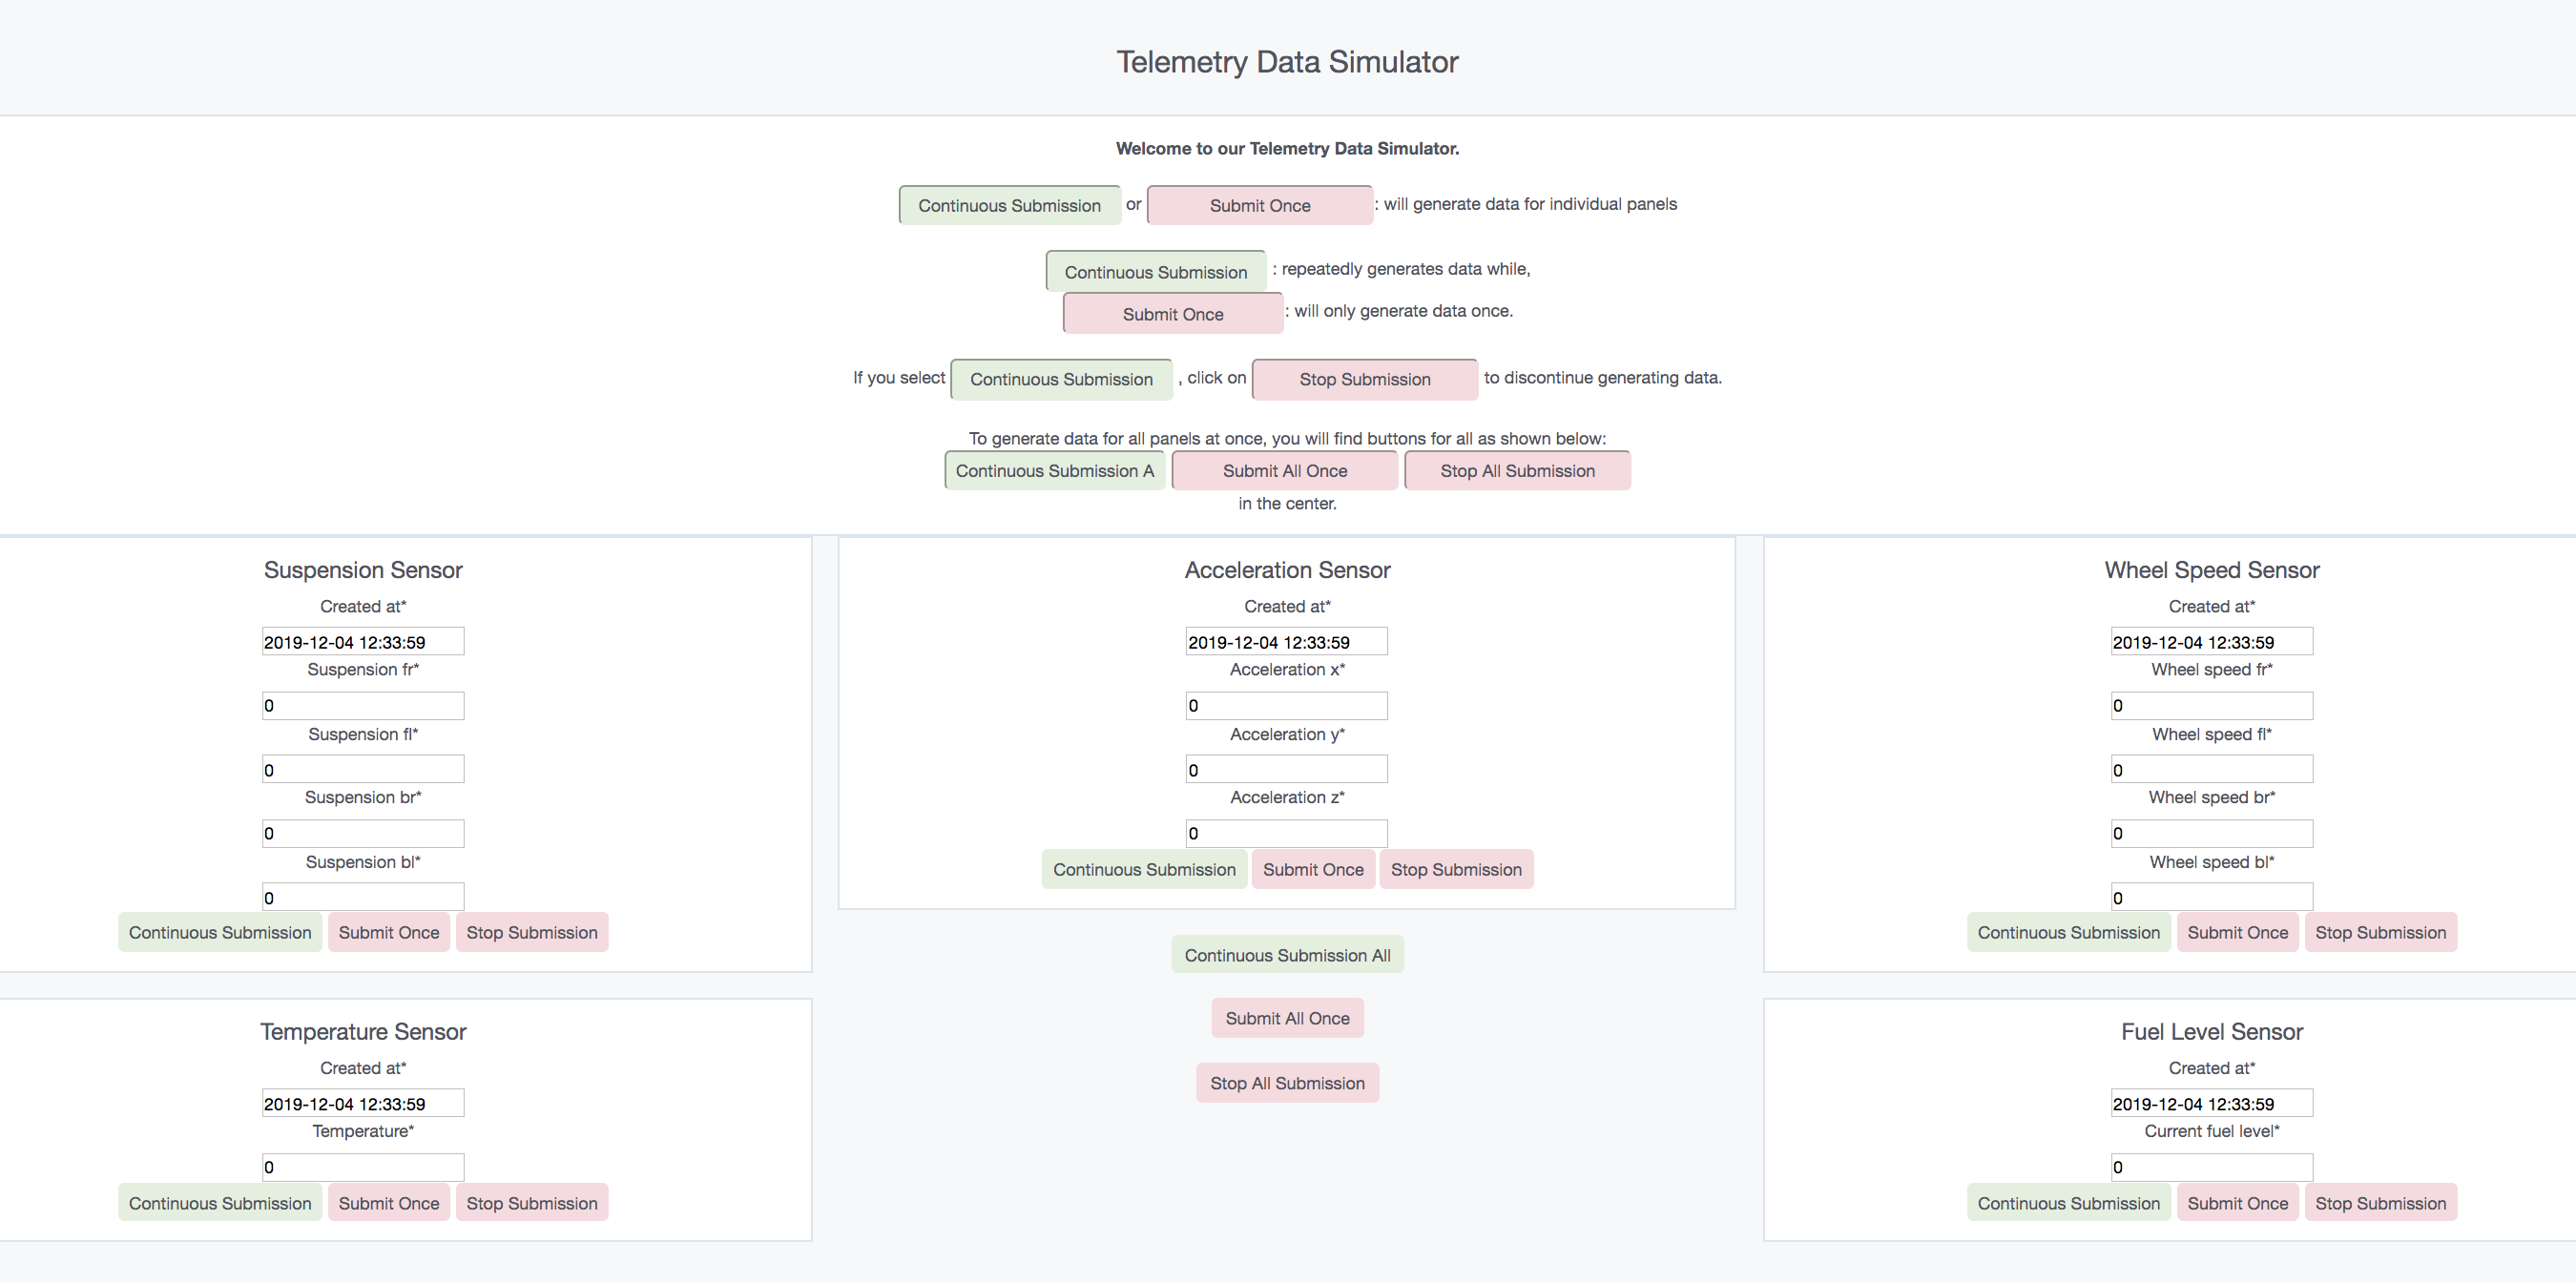 Telemetry Data Simulator
Welcome to our Telemetry Data Simulator.
Continuous Submission or Submit Once : will generate data for individual panels
Continuous Submission : repeatedly generates data while,
Submit Once : will only generate data once.
If you select Continuous Submission , click on Stop Submission to discontinue generating data.
To generate data for all panels at once, you will find buttons for all as shown below:
Continuous Submission A Submit All Once Stop All Submission
in the center.
Suspension Sensor
Created at*
2019-12-04 12:33:59
Suspension fr*
0
Suspension fl*
0
Suspension br*
0
Suspension bl*
0
Continuous Submission Submit Once Stop Submission
Acceleration Sensor
Created at*
2019-12-04 12:33:59
Acceleration x*
0
Acceleration y*
0
Acceleration z*
0
Continuous Submission Submit Once Stop Submission
Wheel Speed Sensor
Created at*
2019-12-04 12:33:59
Wheel speed fr*
0
Wheel speed fl*
0
Wheel speed br*
0
Wheel speed bl*
0
Continuous Submission Submit Once Stop Submission
Continuous Submission All
Submit All Once
Stop All Submission
Temperature Sensor
Created at*
2019-12-04 12:33:59
Temperature*
0
Continuous Submission Submit Once Stop Submission
Fuel Level Sensor
Created at*
2019-12-04 12:33:59
Current fuel level*
0
Continuous Submission Submit Once Stop Submission